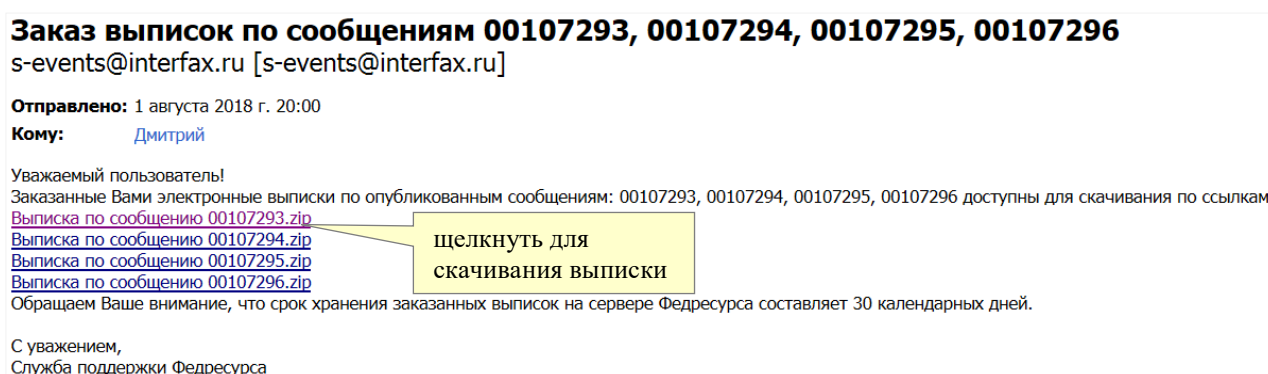 Заказ выписок по сообщениям 00107293, 00107294, 00107295, 00107296
s-events@interfax.ru [s-events@interfax.ru]
Отправлено: 1 августа 2018 г. 20:00
Кому: Дмитрий
Уважаемый пользователь!
Заказанные Вами электронные выписки по опубликованным сообщениям: 00107293, 00107294, 00107295, 00107296 доступны для скачивания по ссылкам
Выписка по сообщению 00107293.zip
Выписка по сообщению 00107294.zip
Выписка по сообщению 00107295.zip
Выписка по сообщению 00107296.zip
щелкнуть для
скачивания выписки
Обращаем Ваше внимание, что срок хранения заказанных выписок на сервере Федресурса составляет 30 календарных дней.
С уважением,
Служба поддержки Федресурса